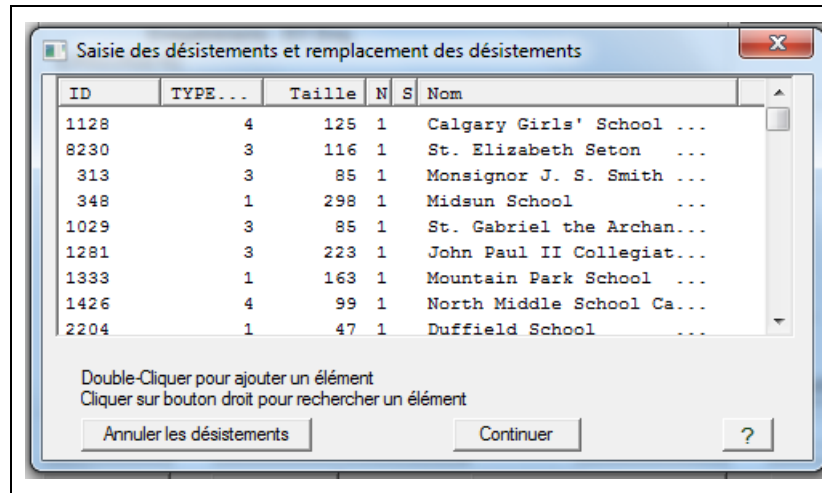 Saisie des désistements et remplacement des désistements
ID TYPE... Taille N S Nom
1128 4 125 1 Calgary Girls' School ...
8230 3 116 1 St. Elizabeth Seton ...
313 3 85 1 Monsignor J. S. Smith ...
348 1 298 1 Midsun School ...
1029 3 85 1 St. Gabriel the Archan...
1281 3 223 1 John Paul II Collegiat...
1333 1 163 1 Mountain Park School ...
1426 4 99 1 North Middle School Ca...
2204 1 47 1 Duffield School ...
Double-Cliquer pour ajouter un élément
Cliquer sur bouton droit pour rechercher un élément
Annuler les désistements Continuer ?